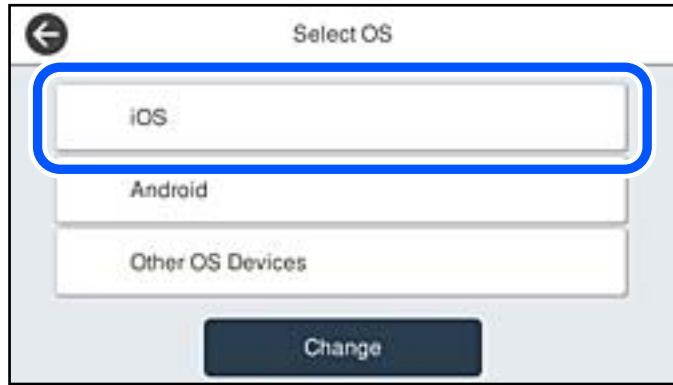 Select OS
iOS
Android
Other OS Devices
Change